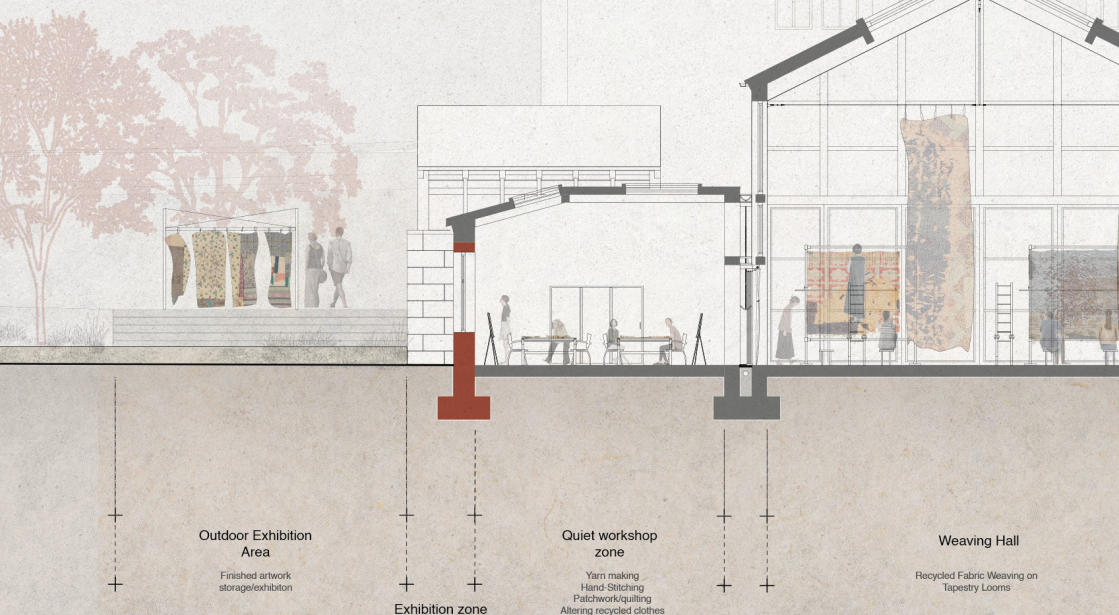 Outdoor Exhibition
Area
Finished artwork
storage/exhibiton
Exhibition zone
Quiet workshop
zone
Yarn making
Hand-Stitching
Patchwork/quilting
Altering recycled clothes
Weaving Hall
Recycled Fabric Weaving on
Tapestry Looms